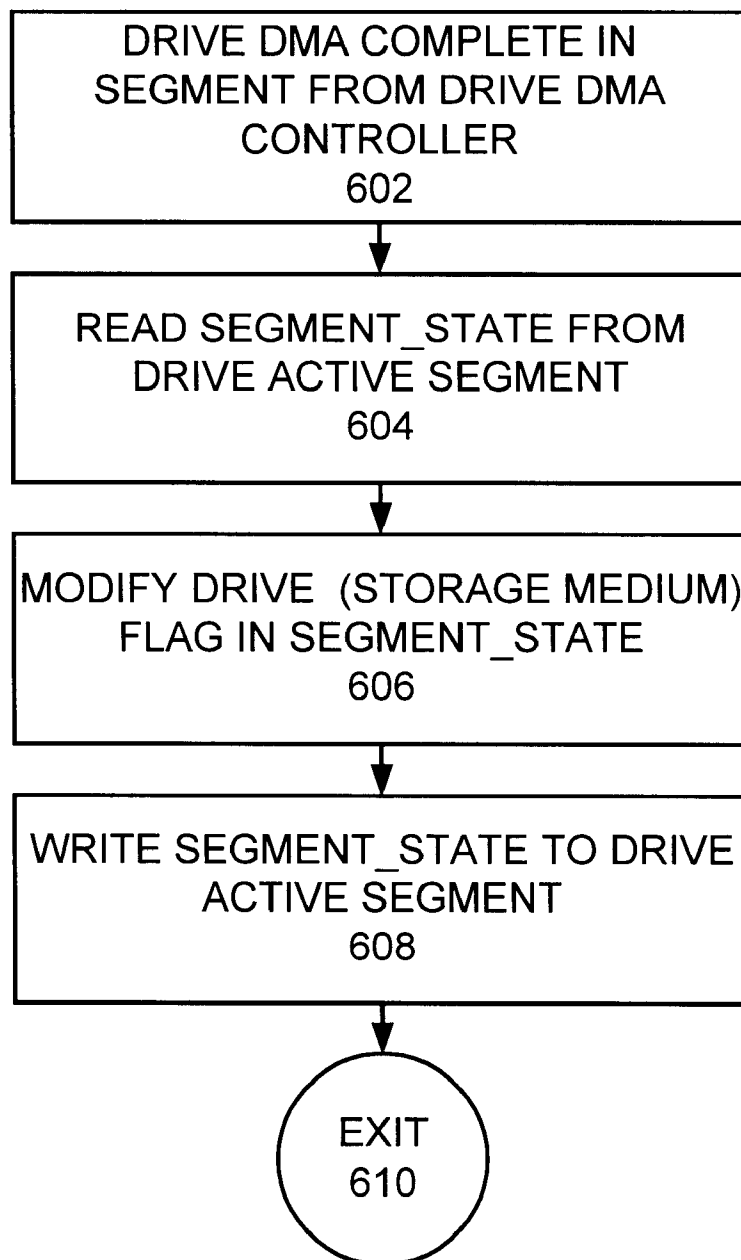 DRIVE DMA COMPLETE IN
SEGMENT FROM DRIVE DMA
CONTROLLER
602
READ SEGMENT_STATE FROM
DRIVE ACTIVE SEGMENT
604
MODIFY DRIVE (STORAGE MEDIUM)
FLAG IN SEGMENT_STATE
606
WRITE SEGMENT_STATE TO DRIVE
ACTIVE SEGMENT
608
EXIT
610